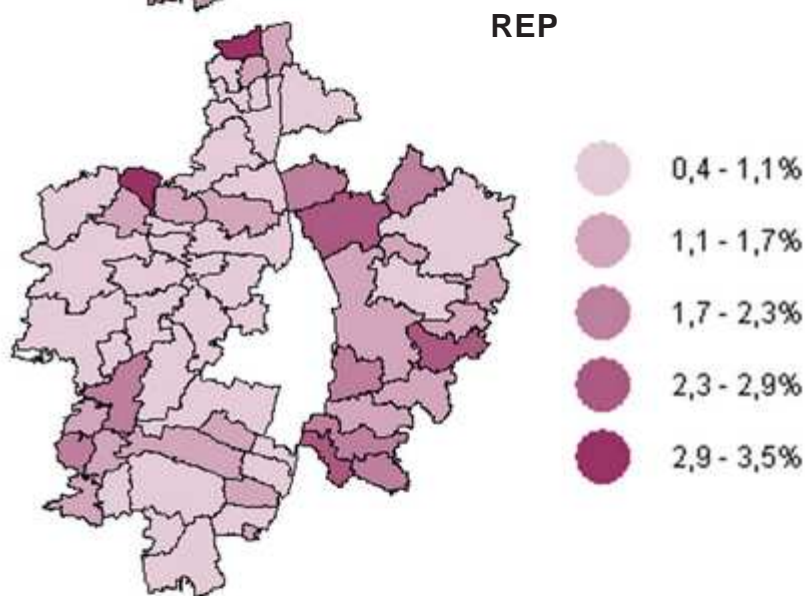 REP
0,4 - 1,1%
1,1 - 1,7%
1,7 - 2,3%
2,3 - 2,9%
2,9 - 3,5%